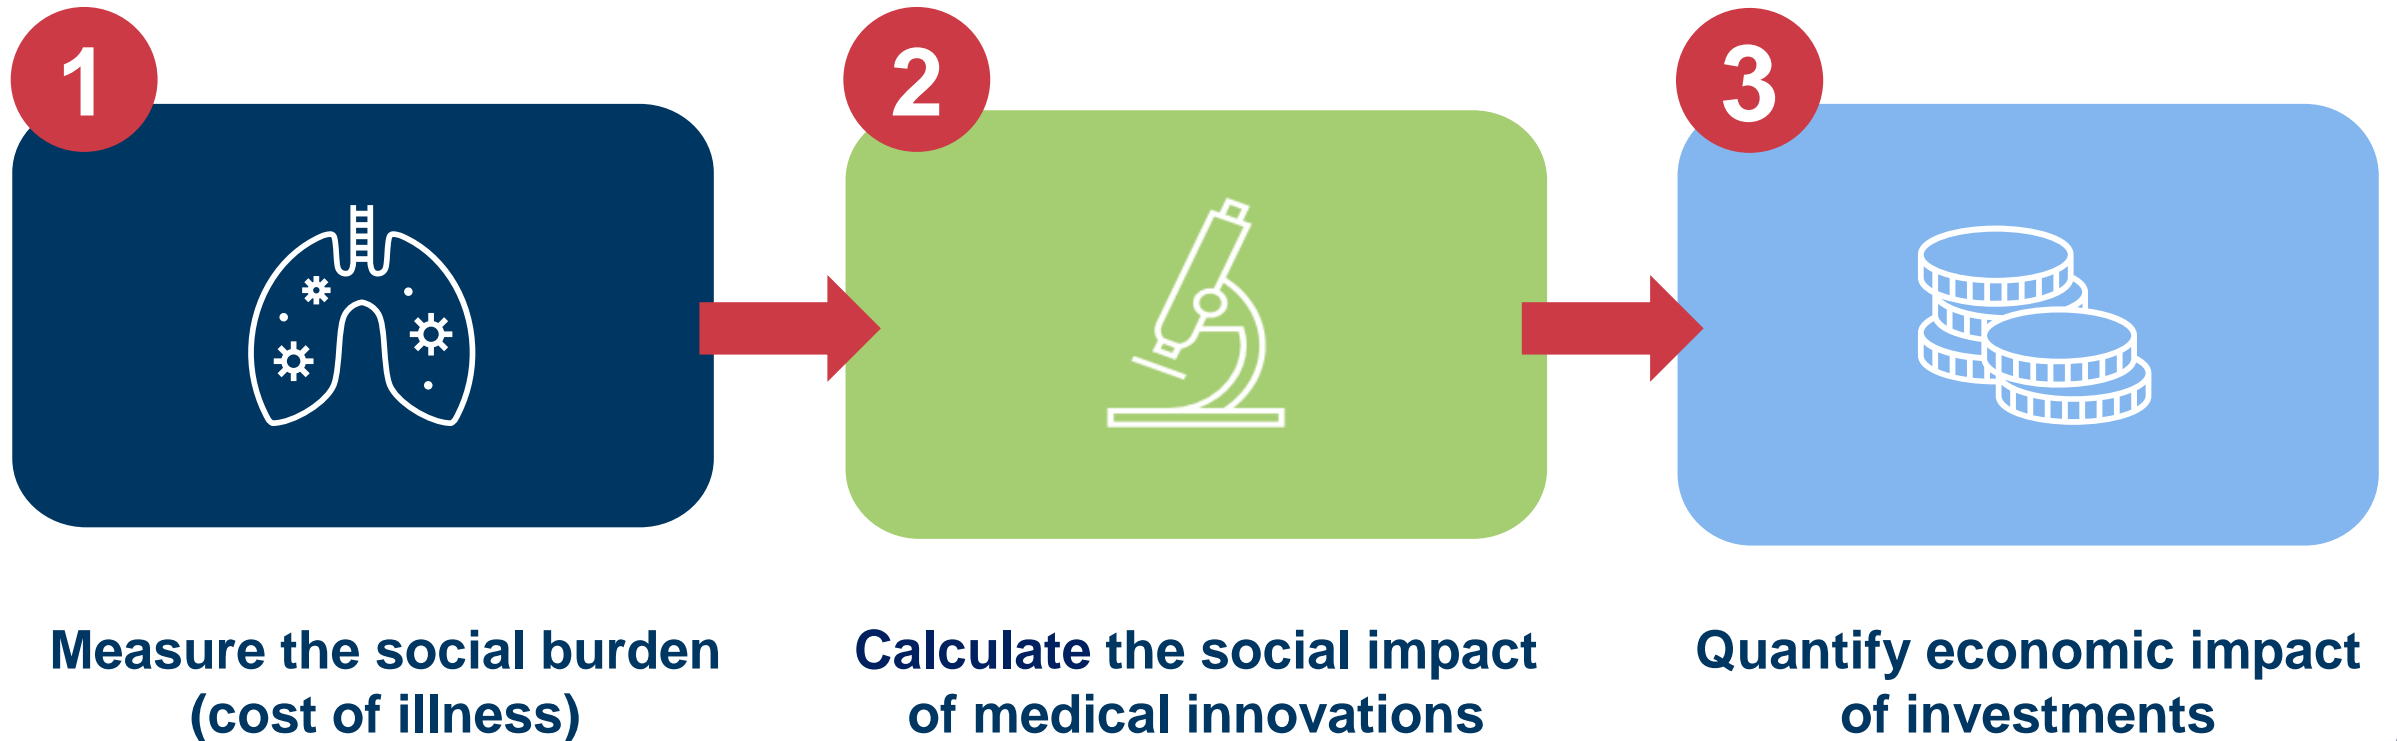 1
Measure the social burden
(cost of illness)
2
Calculate the social impact
of medical innovations
3
Quantify economic impact
of investments